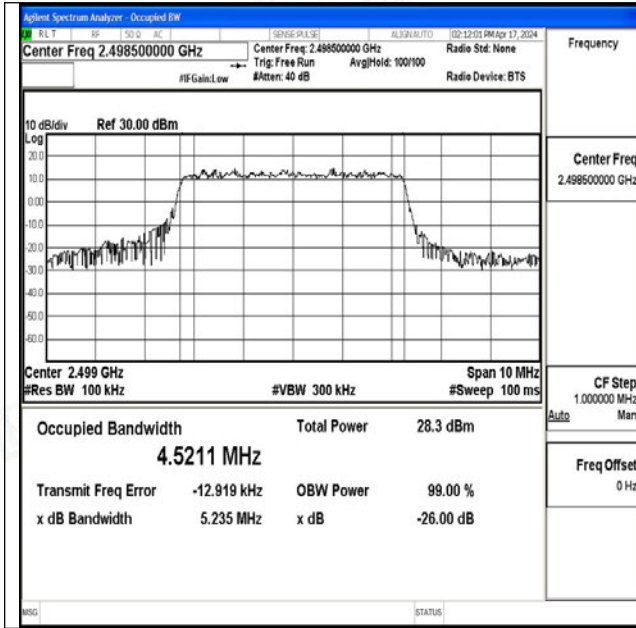 Agilent Spectrum Analyzer - Occupied BW
RL T RF 50 Ω AC SENSE:PULSE ALIGNAUTO 02:12:01 PM Apr 17, 2024
Center Freq 2.498500000 GHz
Center Freq: 2.498500000 GHz
Radio Std: None
Trig: Free Run Avg|Hold: 100/100
#IFGain:Low #Atten: 40 dB Radio Device: BTS
Frequency
10 dB/div Ref 30.00 dBm
Log
20.0
10.0
0.00
-10.0
-20.0
-30.0
-40.0
-50.0
-60.0
Center 2.499 GHz Span 10 MHz
#Res BW 100 kHz #VBW 300 kHz #Sweep 100 ms
Occupied Bandwidth Total Power 28.3 dBm
4.5211 MHz
Transmit Freq Error -12.919 kHz OBW Power 99.00 %
x dB Bandwidth 5.235 MHz x dB -26.00 dB
Center Freq
2.498500000 GHz
CF Step
1.000000 MHz
Auto Man
Freq Offset
0 Hz
MSG STATUS